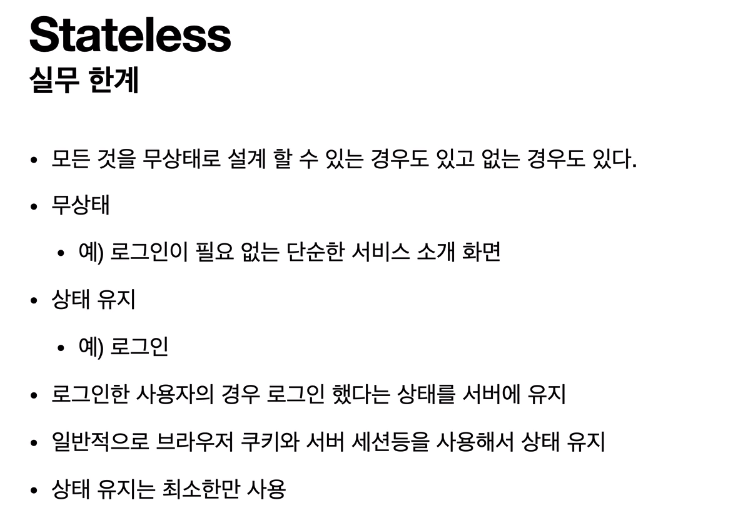 Stateless
실무 한계
• 모든 것을 무상태로 설계 할 수 있는 경우도 있고 없는 경우도 있다.
• 무상태
• 예) 로그인이 필요 없는 단순한 서비스 소개 화면
• 상태 유지
• 예) 로그인
• 로그인한 사용자의 경우 로그인 했다는 상태를 서버에 유지
• 일반적으로 브라우저 쿠키와 서버 세션등을 사용해서 상태 유지
• 상태 유지는 최소한만 사용